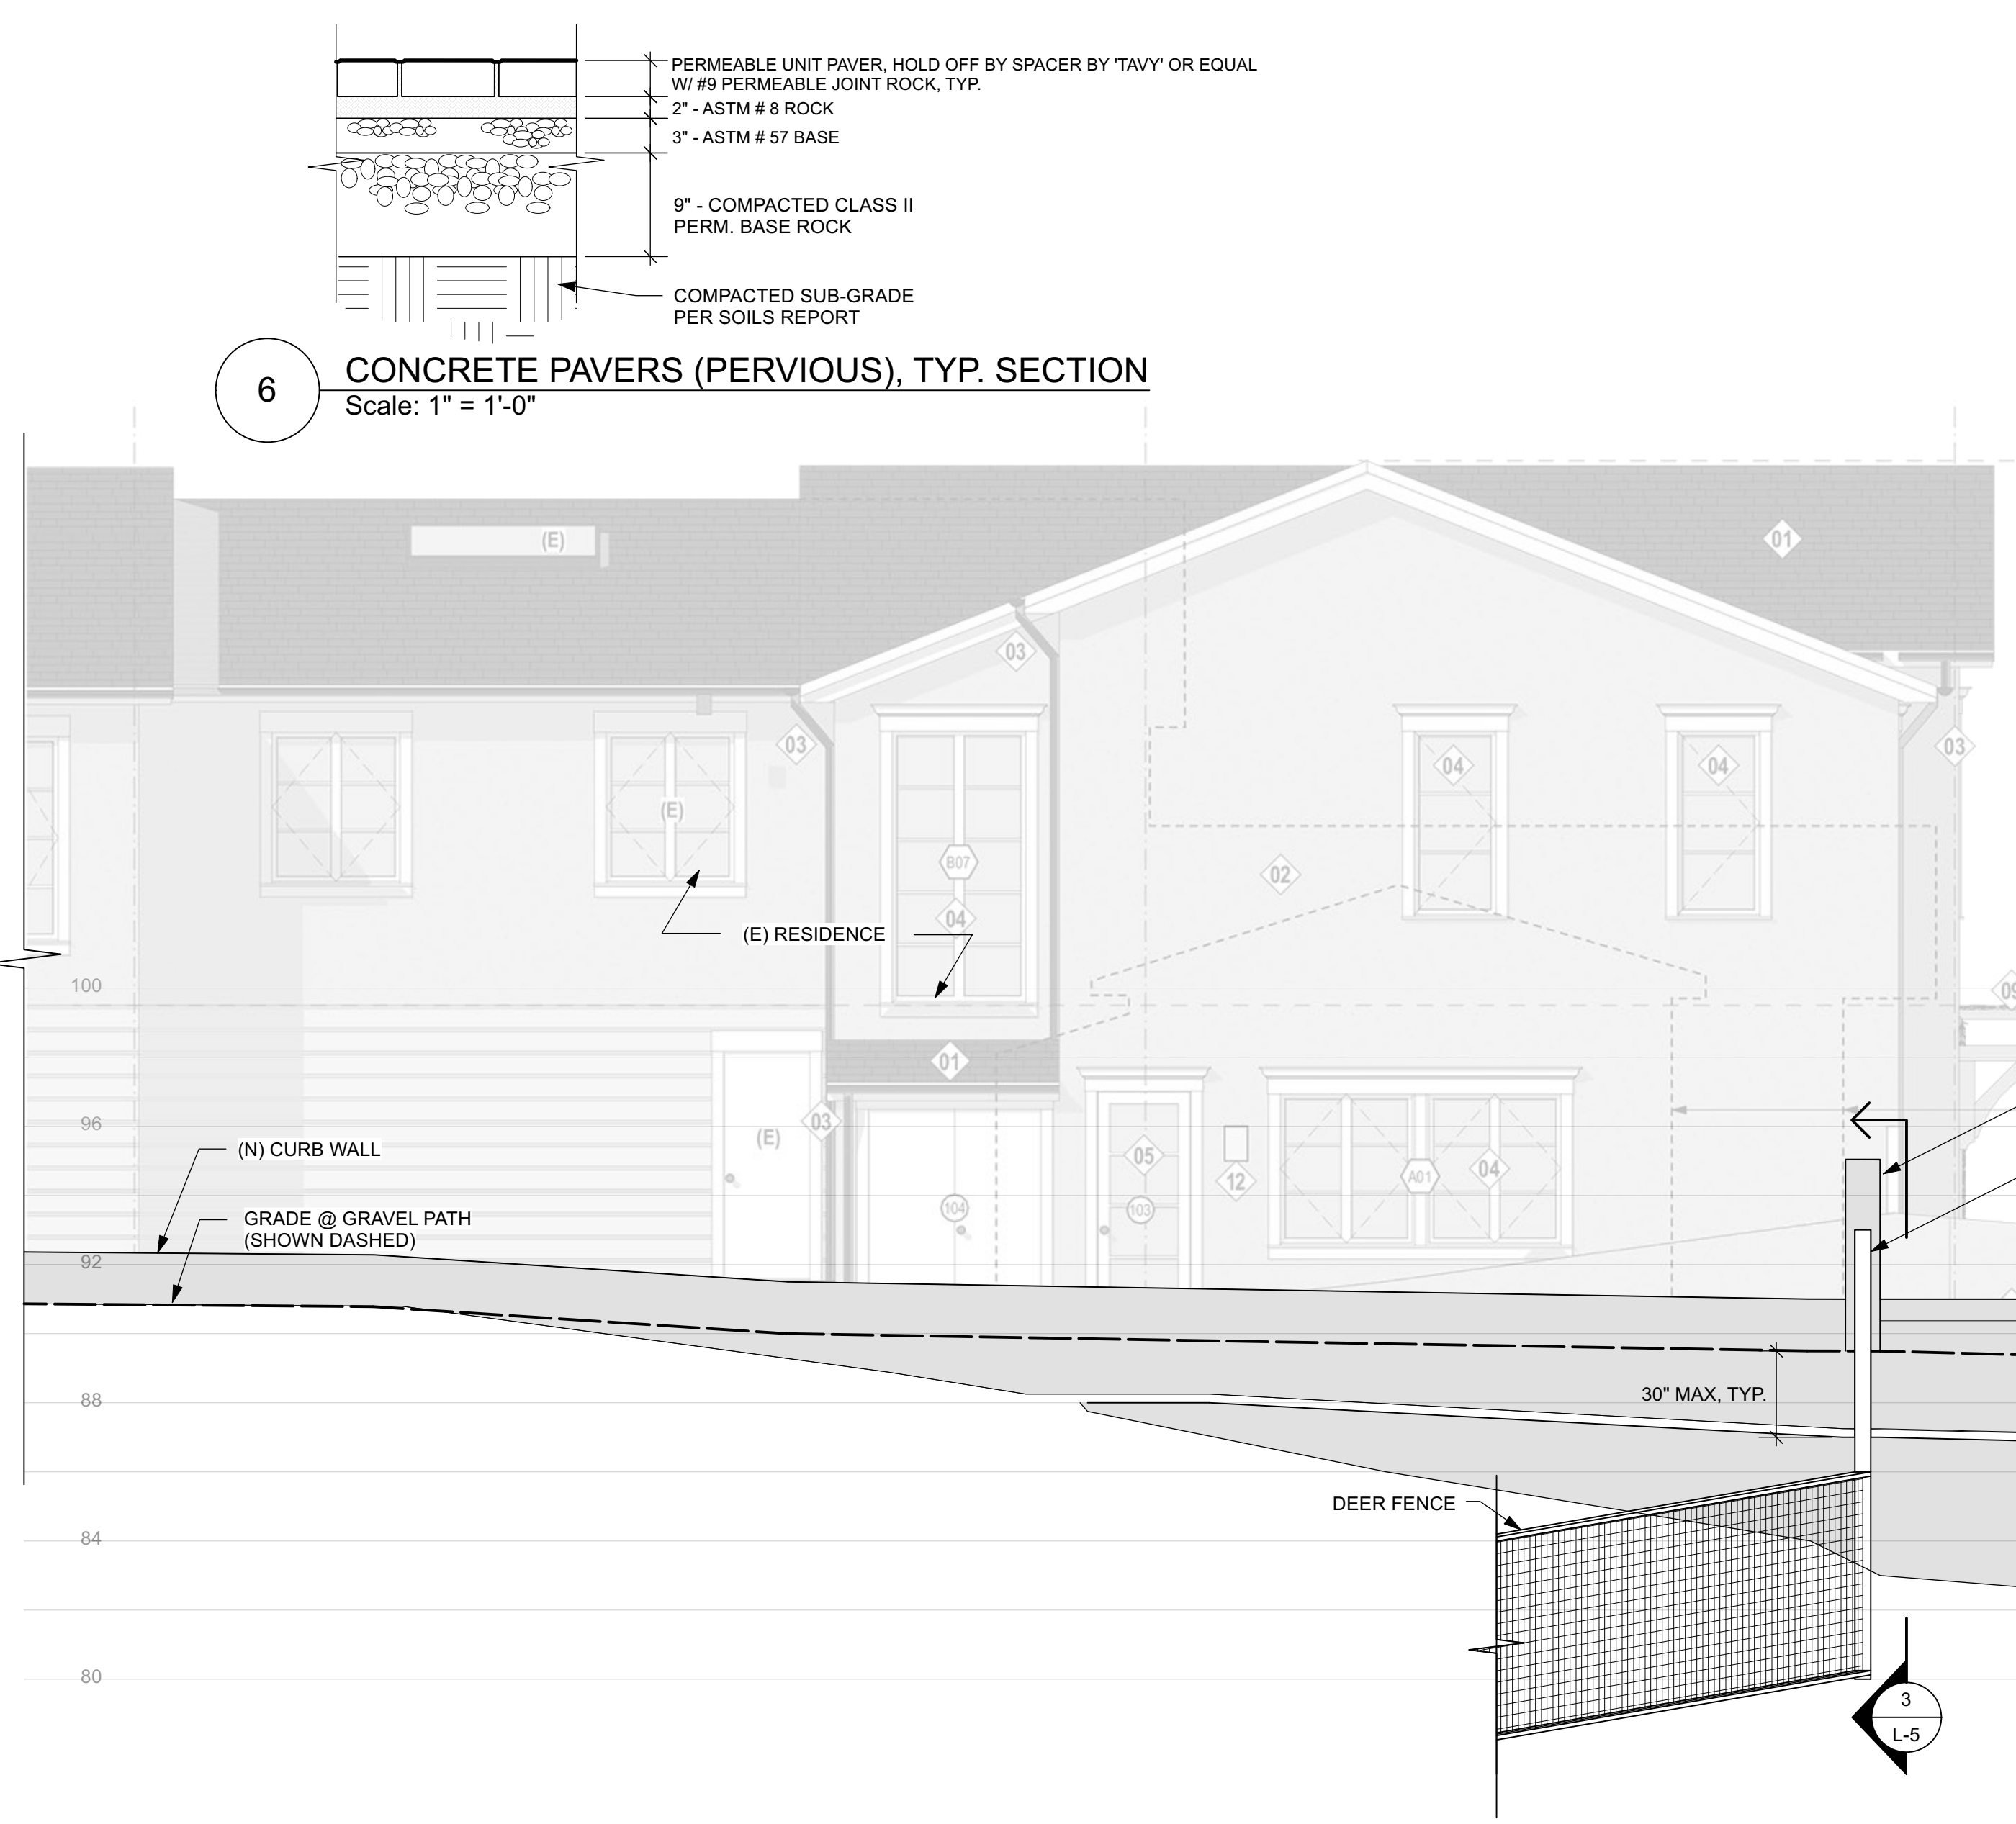 PERMEABLE UNIT PAVER, HOLD OFF BY SPACER BY 'TAVY' OR EQUAL
W/ #9 PERMEABLE JOINT ROCK, TYP.
2" - ASTM # 8 ROCK
3" - ASTM # 57 BASE
9" - COMPACTED CLASS II
PERM. BASE ROCK
COMPACTED SUB-GRADE
PER SOILS REPORT
6
CONCRETE PAVERS (PERVIOUS), TYP. SECTION
Scale: 1" = 1'-0"
(E)
01
03
03
03
04
04
(E)
B07
02
04
(E) RESIDENCE
100
01
96
03
(E)
(N) CURB WALL
05
12
A01
04
104
103
GRADE @ GRAVEL PATH
(SHOWN DASHED)
92
88
30" MAX, TYP.
DEER FENCE
84
80
3
L-5